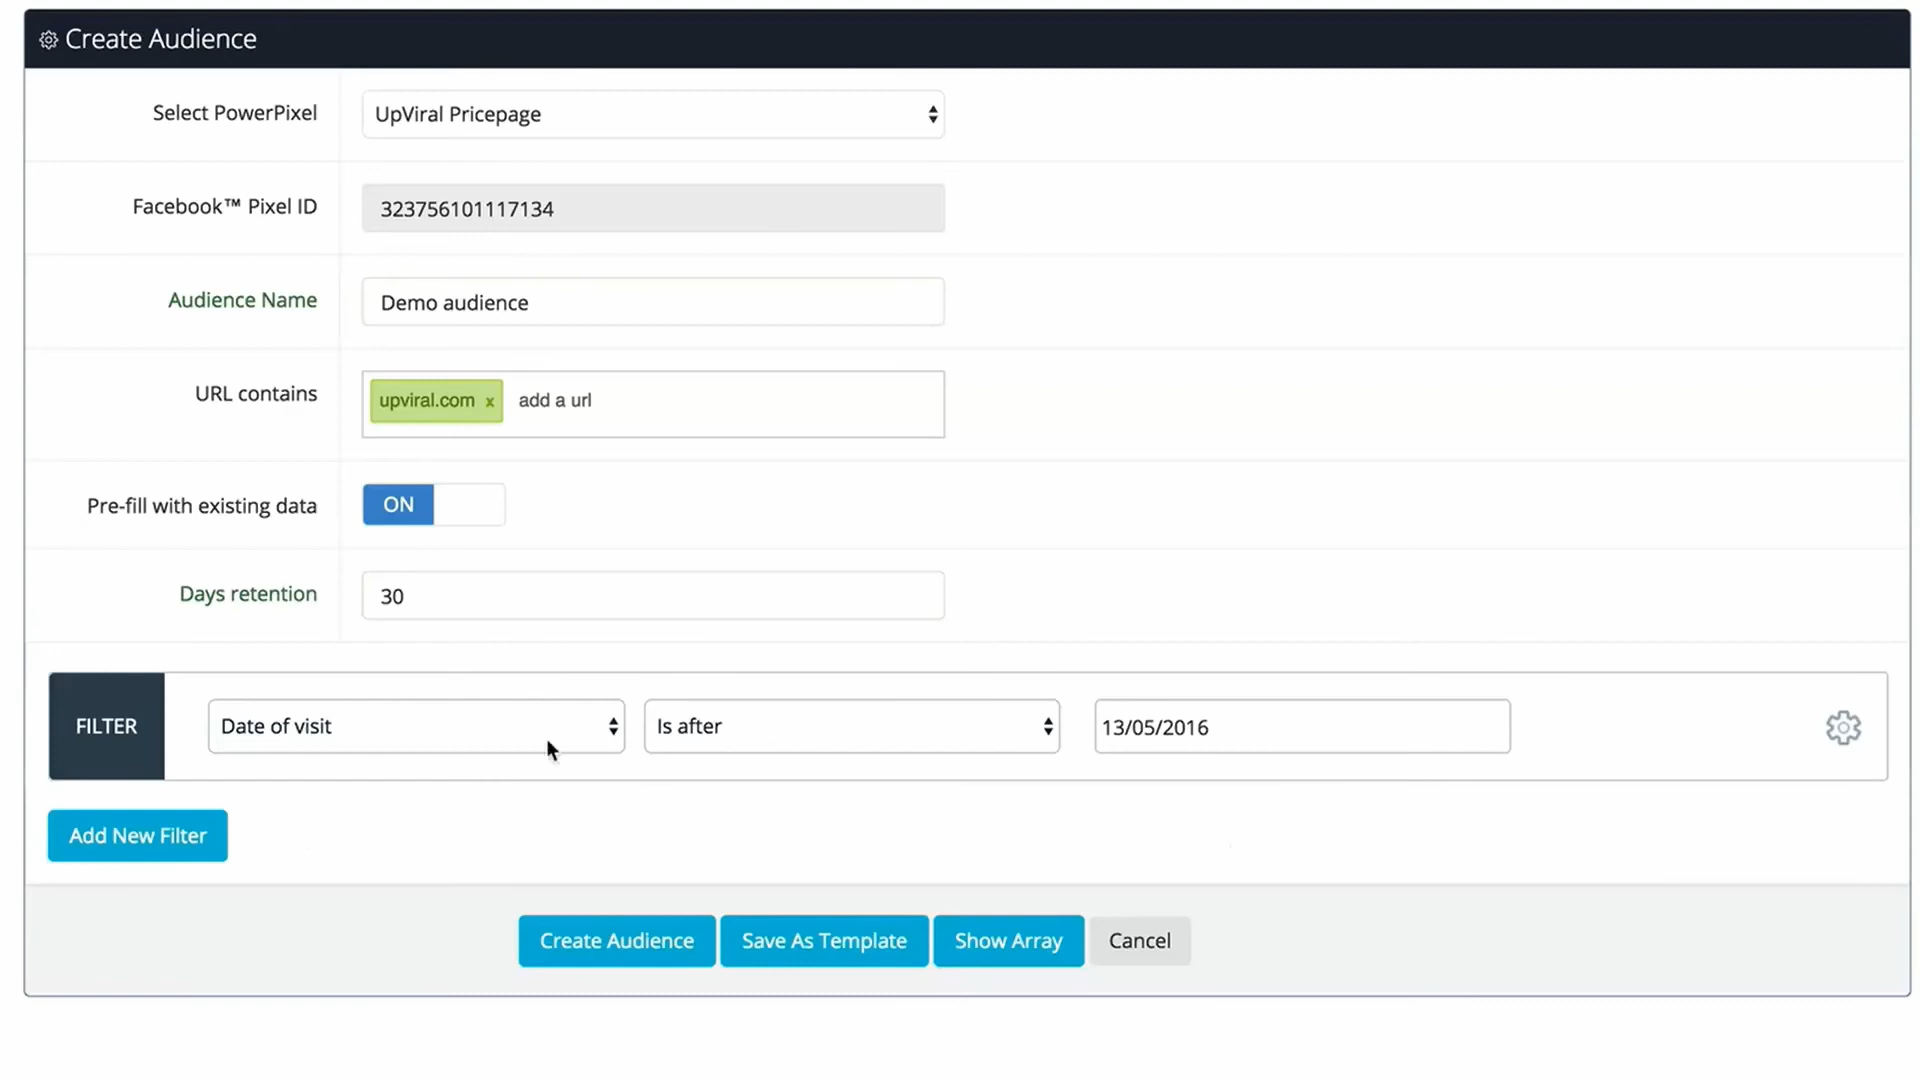 Create Audience
Select PowerPixel
UpViral Pricepage
Facebook™ Pixel ID
323756101117134
Audience Name
Demo audience
URL contains
upviral.com x add a url
Pre-fill with existing data
ON
Days retention
30
FILTER
Date of visit
Is after
13/05/2016
Add New Filter
Create Audience
Save As Template
Show Array
Cancel